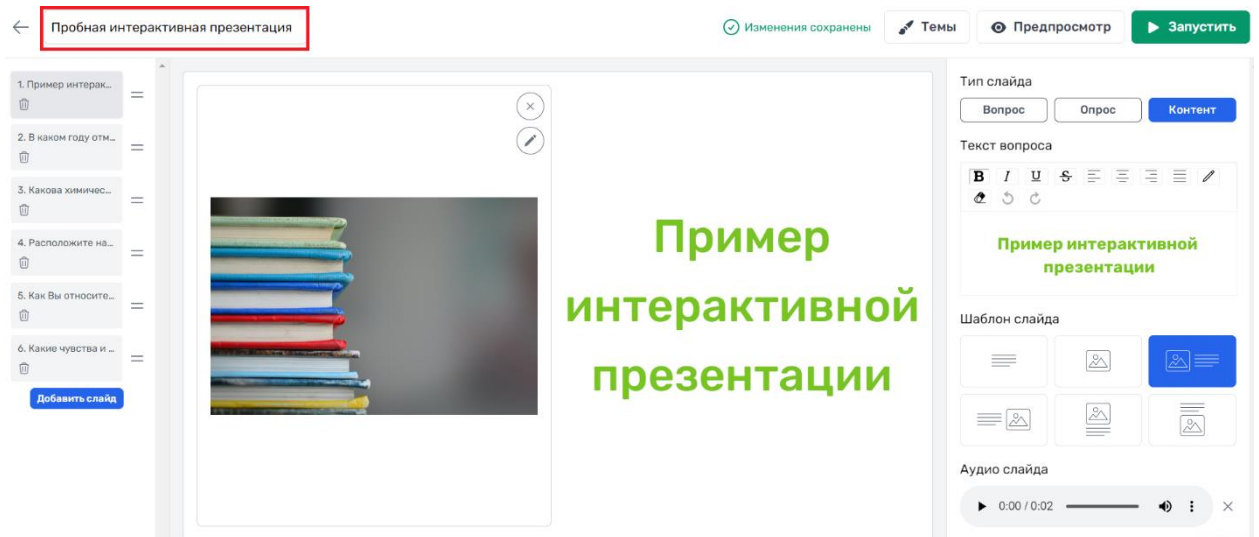 Пробная интерактивная презентация
Изменения сохранены
Темы
Предпросмотр
Запустить
1. Пример интерак...
2. В каком году отм...
3. Какова химичес...
4. Расположите на...
5. Как Вы относите...
6. Какие чувства и ...
Добавить слайд
Пример
интерактивной
презентации
Тип слайда
Вопрос
Опрос
Контент
Текст вопроса
B I U S
Пример интерактивной
презентации
Шаблон слайда
Аудио слайда
0:00 / 0:02